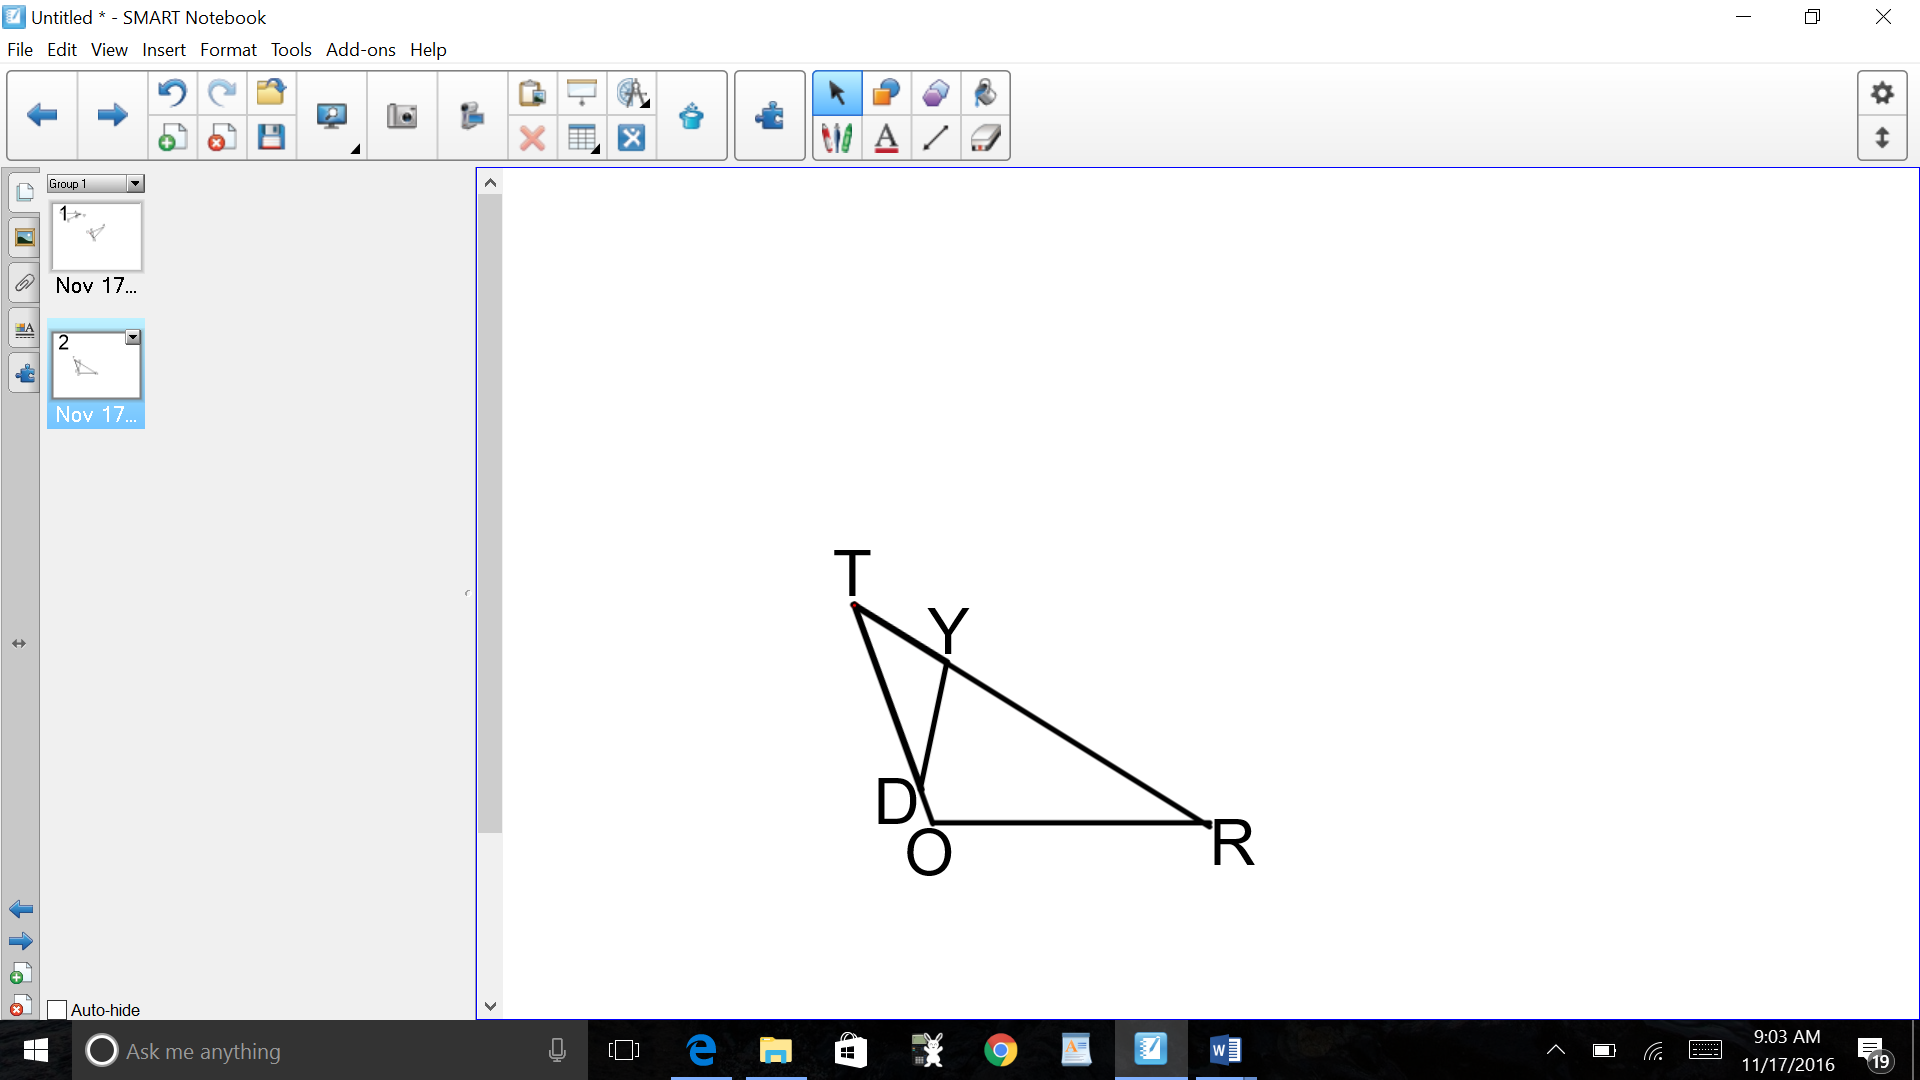 Untitled * - SMART Notebook
File Edit View Insert Format Tools Add-ons Help
Group 1
1
Nov 17...
2
Nov 17...
T
Y
D
O
R
Auto-hide
Ask me anything
9:03 AM
11/17/2016
19